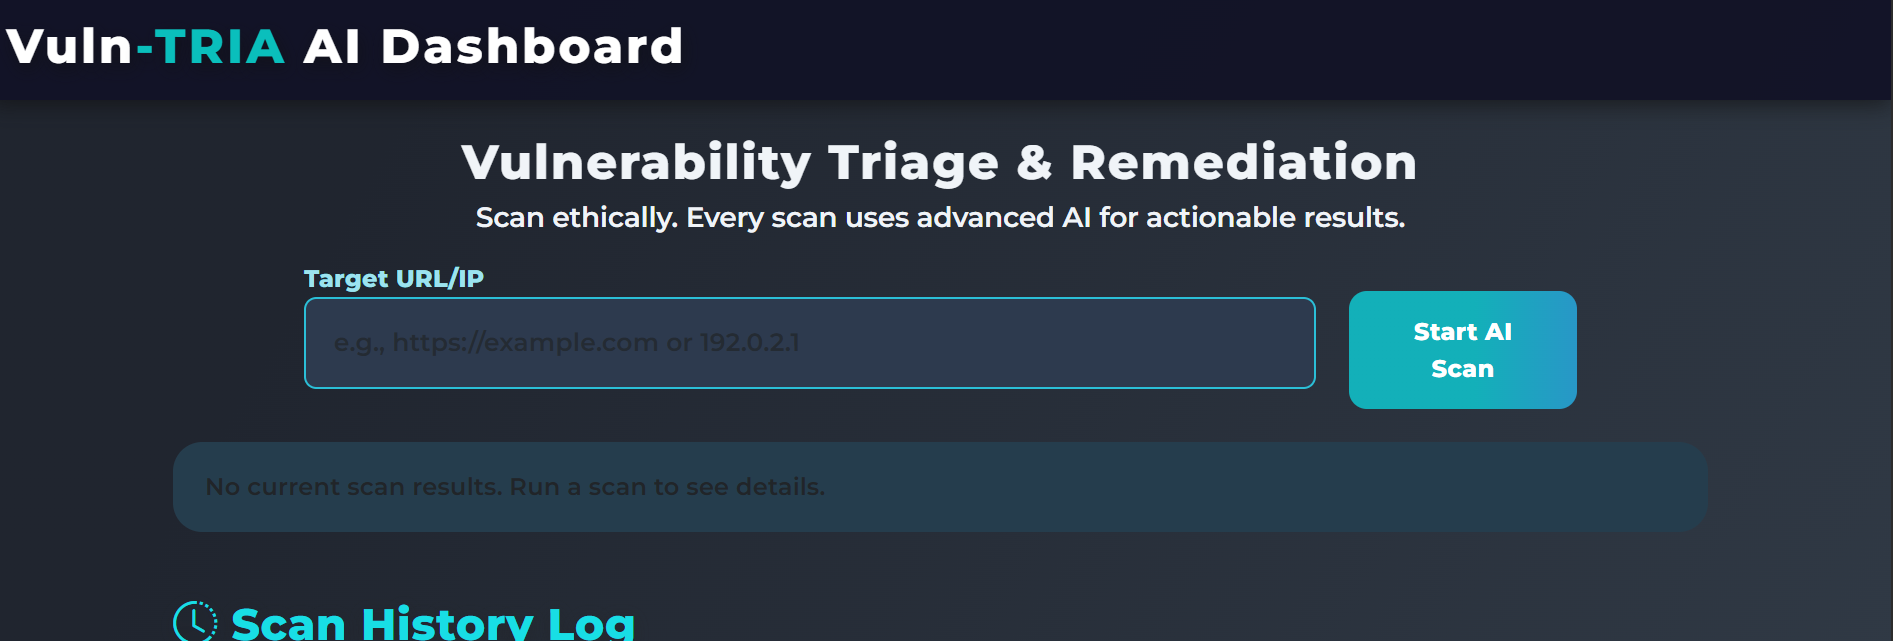 Vuln-TRIA AI Dashboard
Vulnerability Triage & Remediation
Scan ethically. Every scan uses advanced AI for actionable results.
Target URL/IP
e.g., https://example.com or 192.0.2.1
Start AI
Scan
No current scan results. Run a scan to see details.
Scan History Log